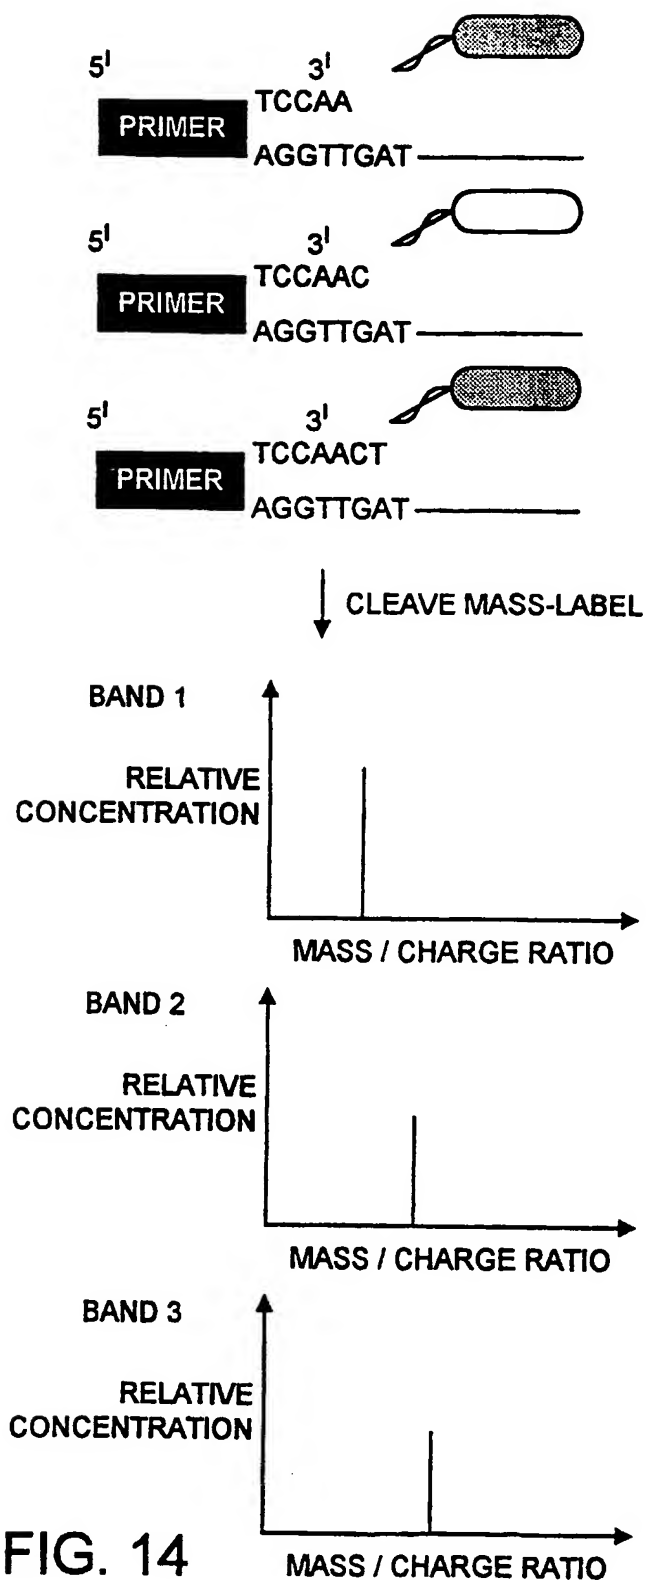 5' 3'
TCCAA
PRIMER
AGGTTGAT
5' 3'
TCCAAC
PRIMER
AGGTTGAT
5' 3'
TCCAACT
PRIMER
AGGTTGAT
CLEAVE MASS-LABEL
BAND 1
RELATIVE
CONCENTRATION
MASS / CHARGE RATIO
BAND 2
RELATIVE
CONCENTRATION
MASS / CHARGE RATIO
BAND 3
RELATIVE
CONCENTRATION
MASS / CHARGE RATIO
FIG. 14